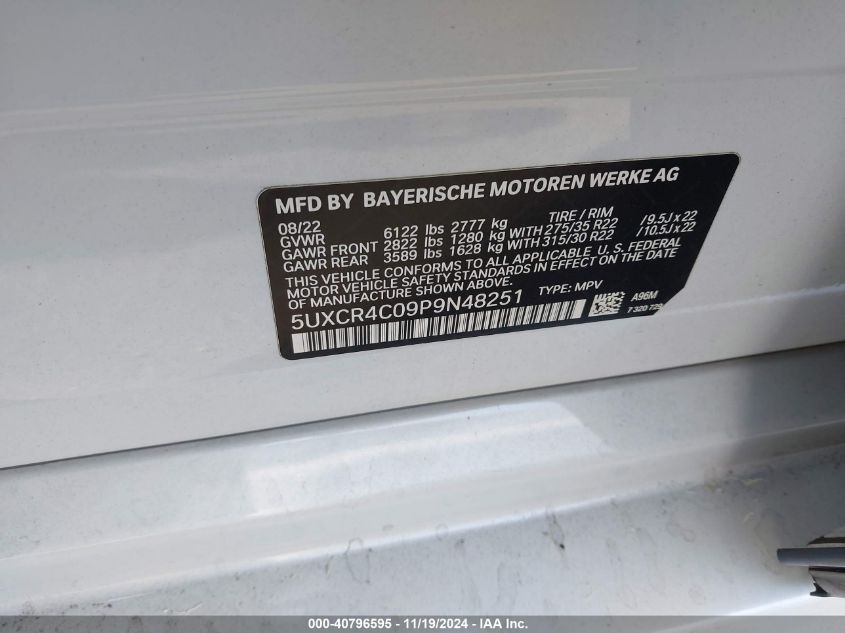 MFD BY BAYERISCHE MOTOREN WERKE AG
08/22 TIRE / RIM
GVWR 6122 lbs 2777 kg
GAWR FRONT 2822 lbs 1280 kg WITH 275/35 R22 /9.5J x 22
GAWR REAR 3589 lbs 1628 kg WITH 315/30 R22 /10.5J x 22
THIS VEHICLE CONFORMS TO ALL APPLICABLE U. S. FEDERAL
MOTOR VEHICLE SAFETY STANDARDS IN EFFECT ON THE DATE
OF MANUFACTURE SHOWN ABOVE.
5UXCR4C09P9N48251 TYPE: MPV
A96M
7 320 729
000-40796595 - 11/19/2024 - IAA Inc.